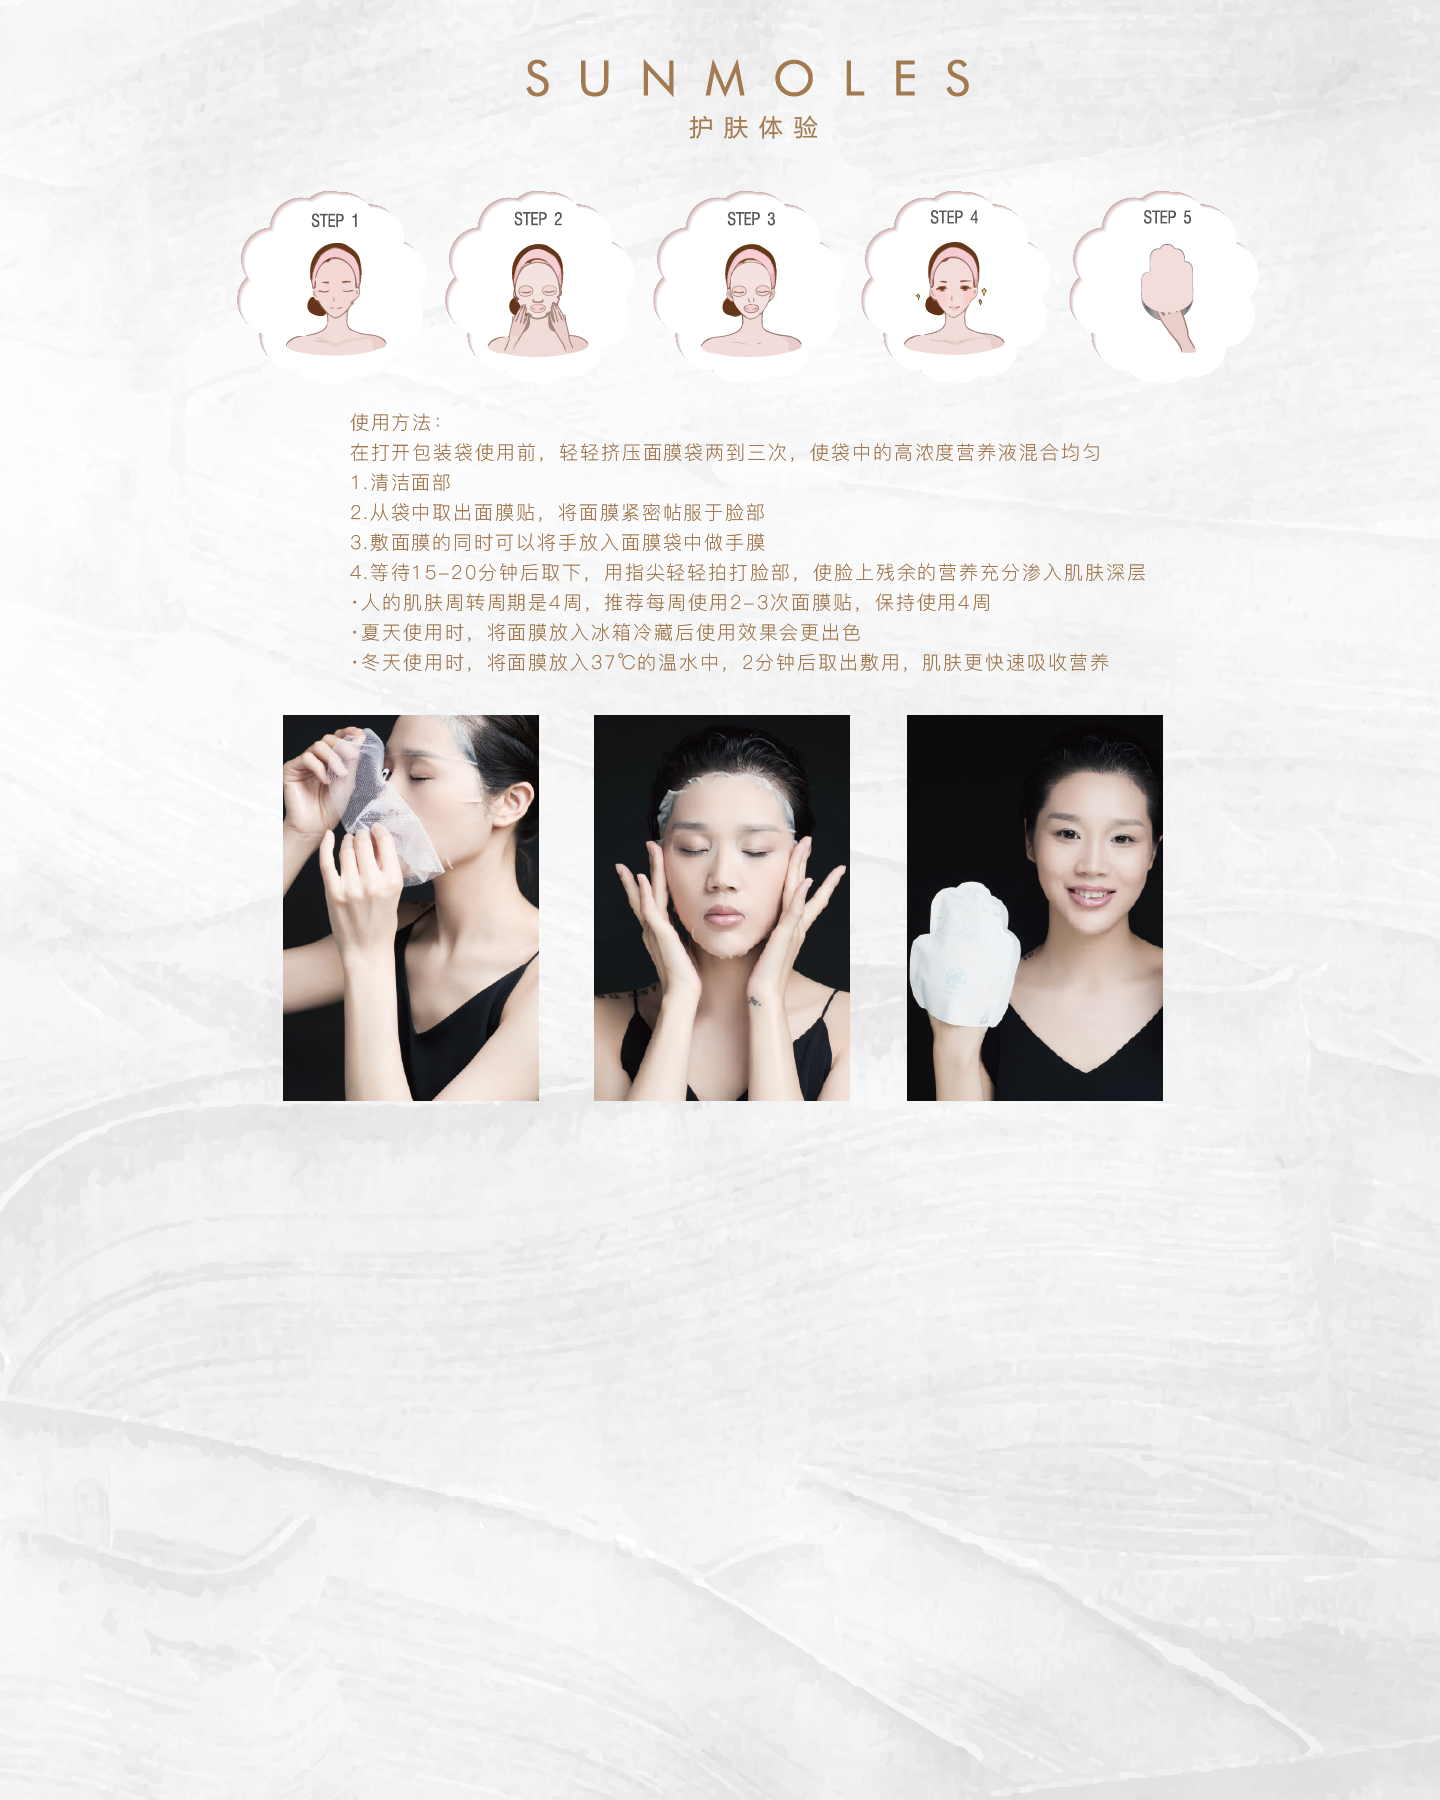 SUNMOLES
护肤体验
STEP 1
STEP 2
STEP 3
STEP 4
STEP 5
使用方法：
在打开包装袋使用前，轻轻挤压面膜袋两到三次，使袋中的高浓度营养液混合均匀
1.清洁面部
2.从袋中取出面膜贴，将面膜紧密帖服于脸部
3.敷面膜的同时可以将手放入面膜袋中做手膜
4.等待15-20分钟后取下，用指尖轻轻拍打脸部，使脸上残余的营养充分渗入肌肤深层
·人的肌肤周转周期是4周，推荐每周使用2-3次面膜贴，保持使用4周
·夏天使用时，将面膜放入冰箱冷藏后使用效果会更出色
·冬天使用时，将面膜放入37℃的温水中，2分钟后取出敷用，肌肤更快速吸收营养